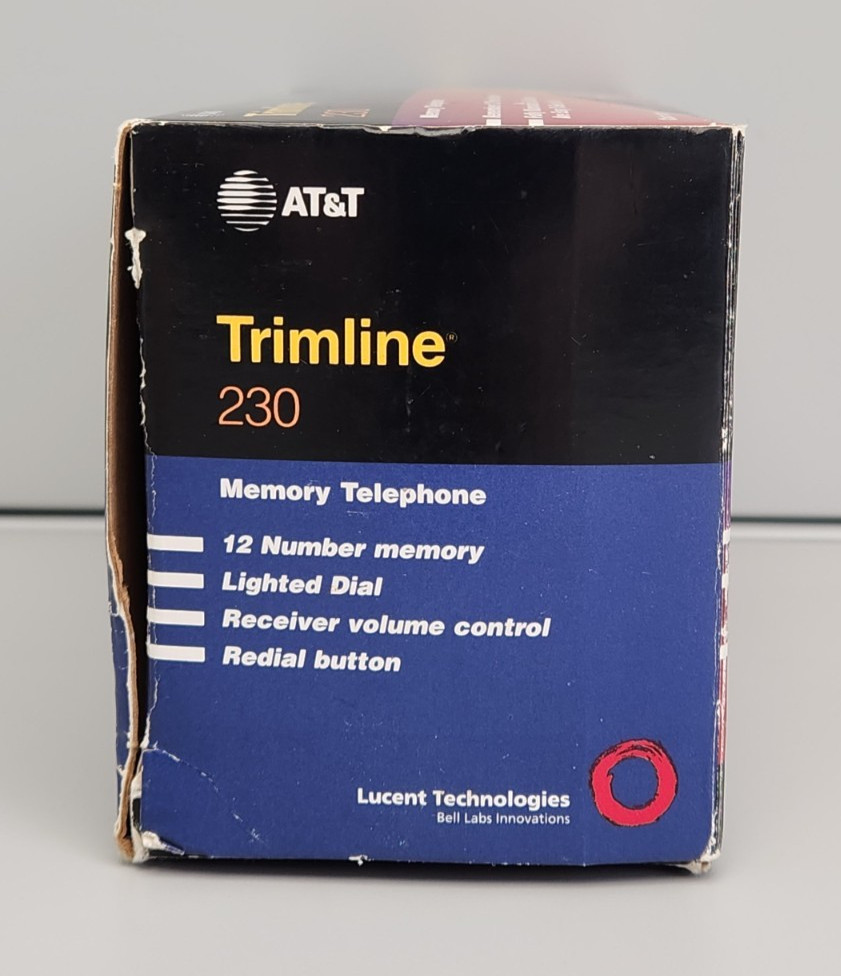 AT&T
Trimline®
230
Memory Telephone
12 Number memory
Lighted Dial
Receiver volume control
Redial button
Lucent Technologies
Bell Labs Innovations